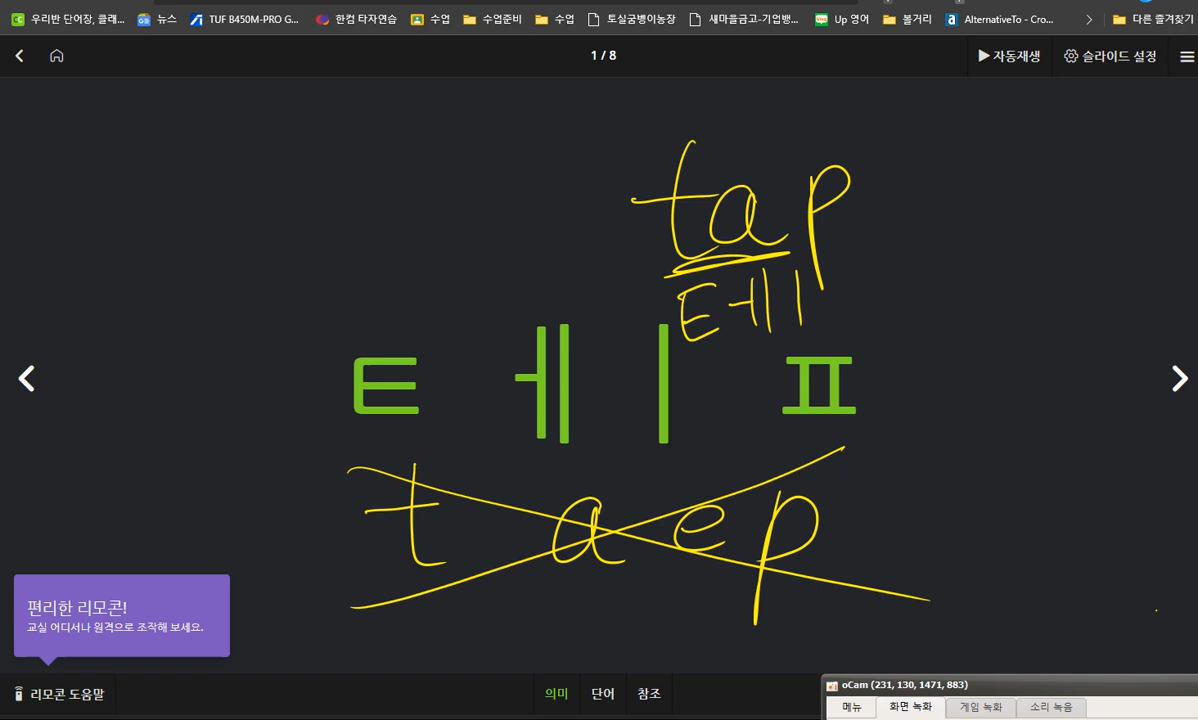 우리반 단어장, 클래... 뉴스 TUF B450M-PRO G... 한컴 타자연습 수업 수업준비 수업 토실굼벵이농장 새마을금고-기업뱅... Up 영어 볼거리 AlternativeTo - Cro... 다른 즐겨찾기
1 / 8 자동재생 슬라이드 설정
tap
ㅌㅔㅣ
ㅌ ㅔ ㅣ ㅍ
t a e p
편리한 리모콘!
교실 어디서나 원격으로 조작해 보세요.
리모콘 도움말 의미 단어 참조
oCam (231, 130, 1471, 883)
메뉴 화면 녹화 게임 녹화 소리 녹음